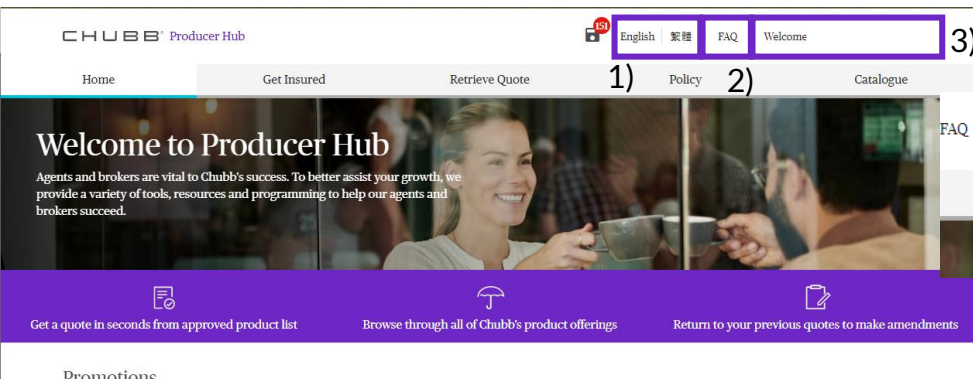 CHUBB® Producer Hub
151
English 繁體 FAQ Welcome 3)
Home Get Insured Retrieve Quote 1) Policy 2) Catalogue
FAQ
Welcome to Producer Hub
Agents and brokers are vital to Chubb's success. To better assist your growth, we
provide a variety of tools, resources and programming to help our agents and
brokers succeed.
Get a quote in seconds from approved product list
Browse through all of Chubb's product offerings
Return to your previous quotes to make amendments
Promotions